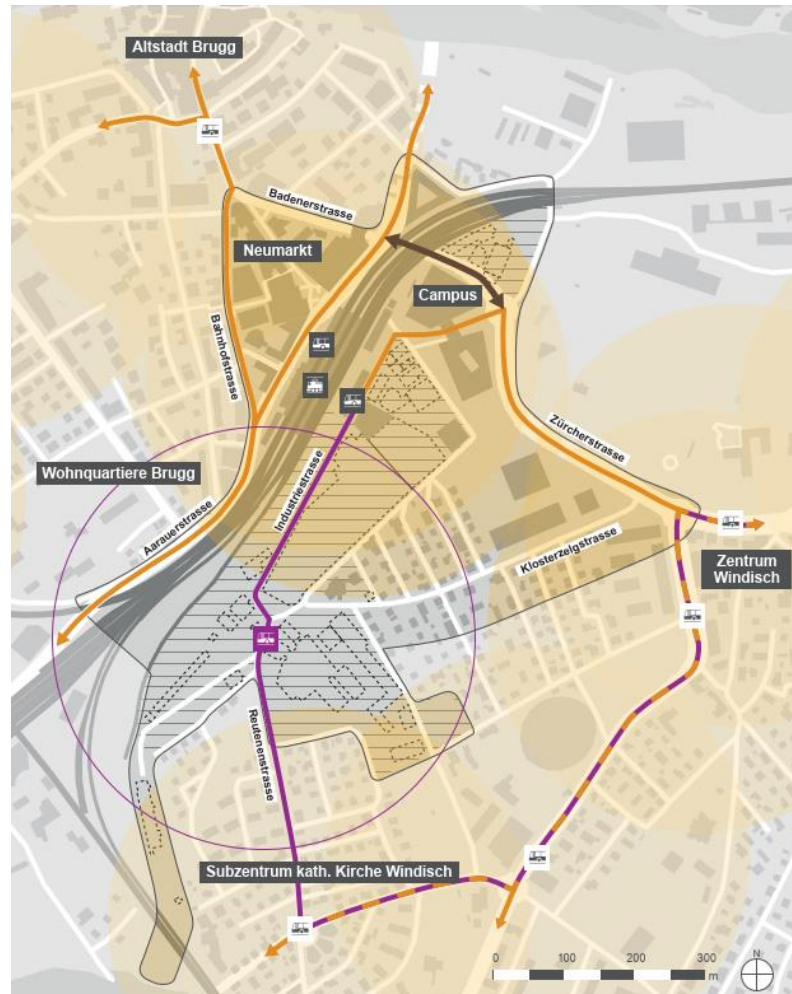 Altstadt Brugg
Badenerstrasse
Neumarkt
Campus
Bahnhofstrasse
Zürcherstrasse
Wohnquartiere Brugg
Industriestrasse
Aarauerstrasse
Klosterzelgstrasse
Zentrum
Windisch
Reutenenstrasse
Subzentrum kath. Kirche Windisch
0 100 200 300
m
N